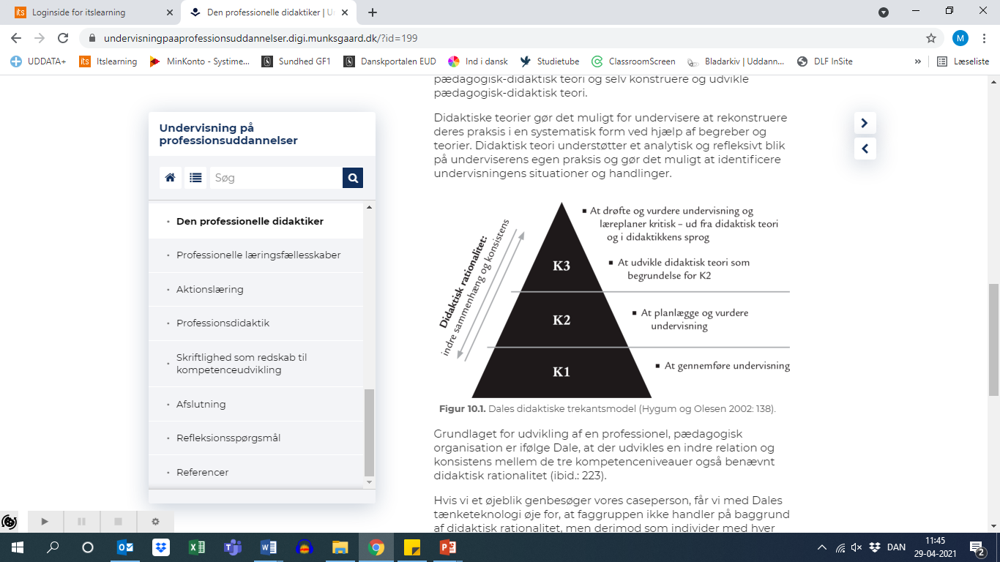 Loginside for itslearning
Den professionelle didaktiker | U
undervisningpaaprofessionsuddannelser.digi.munksgaard.dk/?id=199
M
UDDATA+
its Itslearning
MinKonto - Systime...
Sundhed GF1
Danskportalen EUD
Ind i dansk
Studietube
ClassroomScreen
Bladarkiv | Uddann...
DLF InSite
»
Læseliste
Undervisning på
professionsuddannelser
Søg
Den professionelle didaktiker
Professionelle læringsfællesskaber
Aktionslæring
Professionsdidaktik
Skriftlighed som redskab til
kompetenceudvikling
Afslutning
Refleksionsspørgsmål
Referencer
pædagogisk-didaktisk teori og selv konstruere og udvikle
pædagogisk-didaktisk teori.
Didaktiske teorier gør det muligt for undervisere at rekonstruere
deres praksis i en systematisk form ved hjælp af begreber og
teorier. Didaktisk teori understøtter et analytisk og refleksivt blik
på underviserens egen praksis og gør det muligt at identificere
undervisningens situationer og handlinger.
Didaktisk rationalitet:
indre sammenhæng og konsistens
K3
K2
K1
▪ At drøfte og vurdere undervisning og
læreplaner kritisk – ud fra didaktisk teori
og i didaktikkens sprog
▪ At udvikle didaktisk teori som
begrundelse for K2
▪ At planlægge og vurdere
undervisning
▪ At gennemføre undervisning
Figur 10.1. Dales didaktiske trekantsmodel (Hygum og Olesen 2002: 138).
Grundlaget for udvikling af en professionel, pædagogisk
organisation er ifølge Dale, at der udvikles en indre relation og
konsistens mellem de tre kompetenceniveauer også benævnt
didaktisk rationalitet (ibid.: 223).
Hvis vi et øjeblik genbesøger vores caseperson, får vi med Dales
tænketeknologi øje for, at faggruppen ikke handler på baggrund
af didaktisk rationalitet, men derimod som individer med hver
DAN
11:45
29-04-2021
2